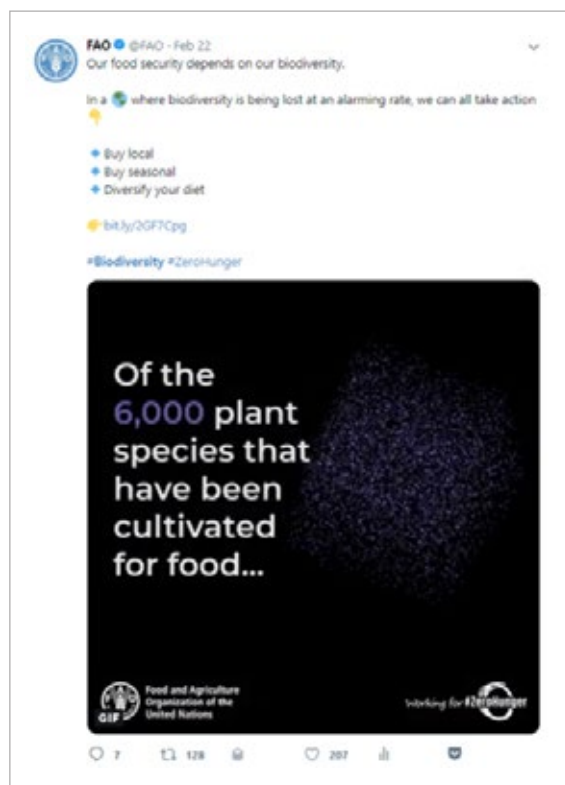 FAO @FAO · Feb 22
Our food security depends on our biodiversity.
In a 🌎 where biodiversity is being lost at an alarming rate, we can all take action
👇
🔹 Buy local
🔹 Buy seasonal
🔹 Diversify your diet
👉 bit.ly/2GF7Cpg
#Biodiversity #ZeroHunger
Of the
6,000 plant
species that
have been
cultivated
for food...
Food and Agriculture
Organization of the
United Nations
GIF
Working for #ZeroHunger
7 128 207